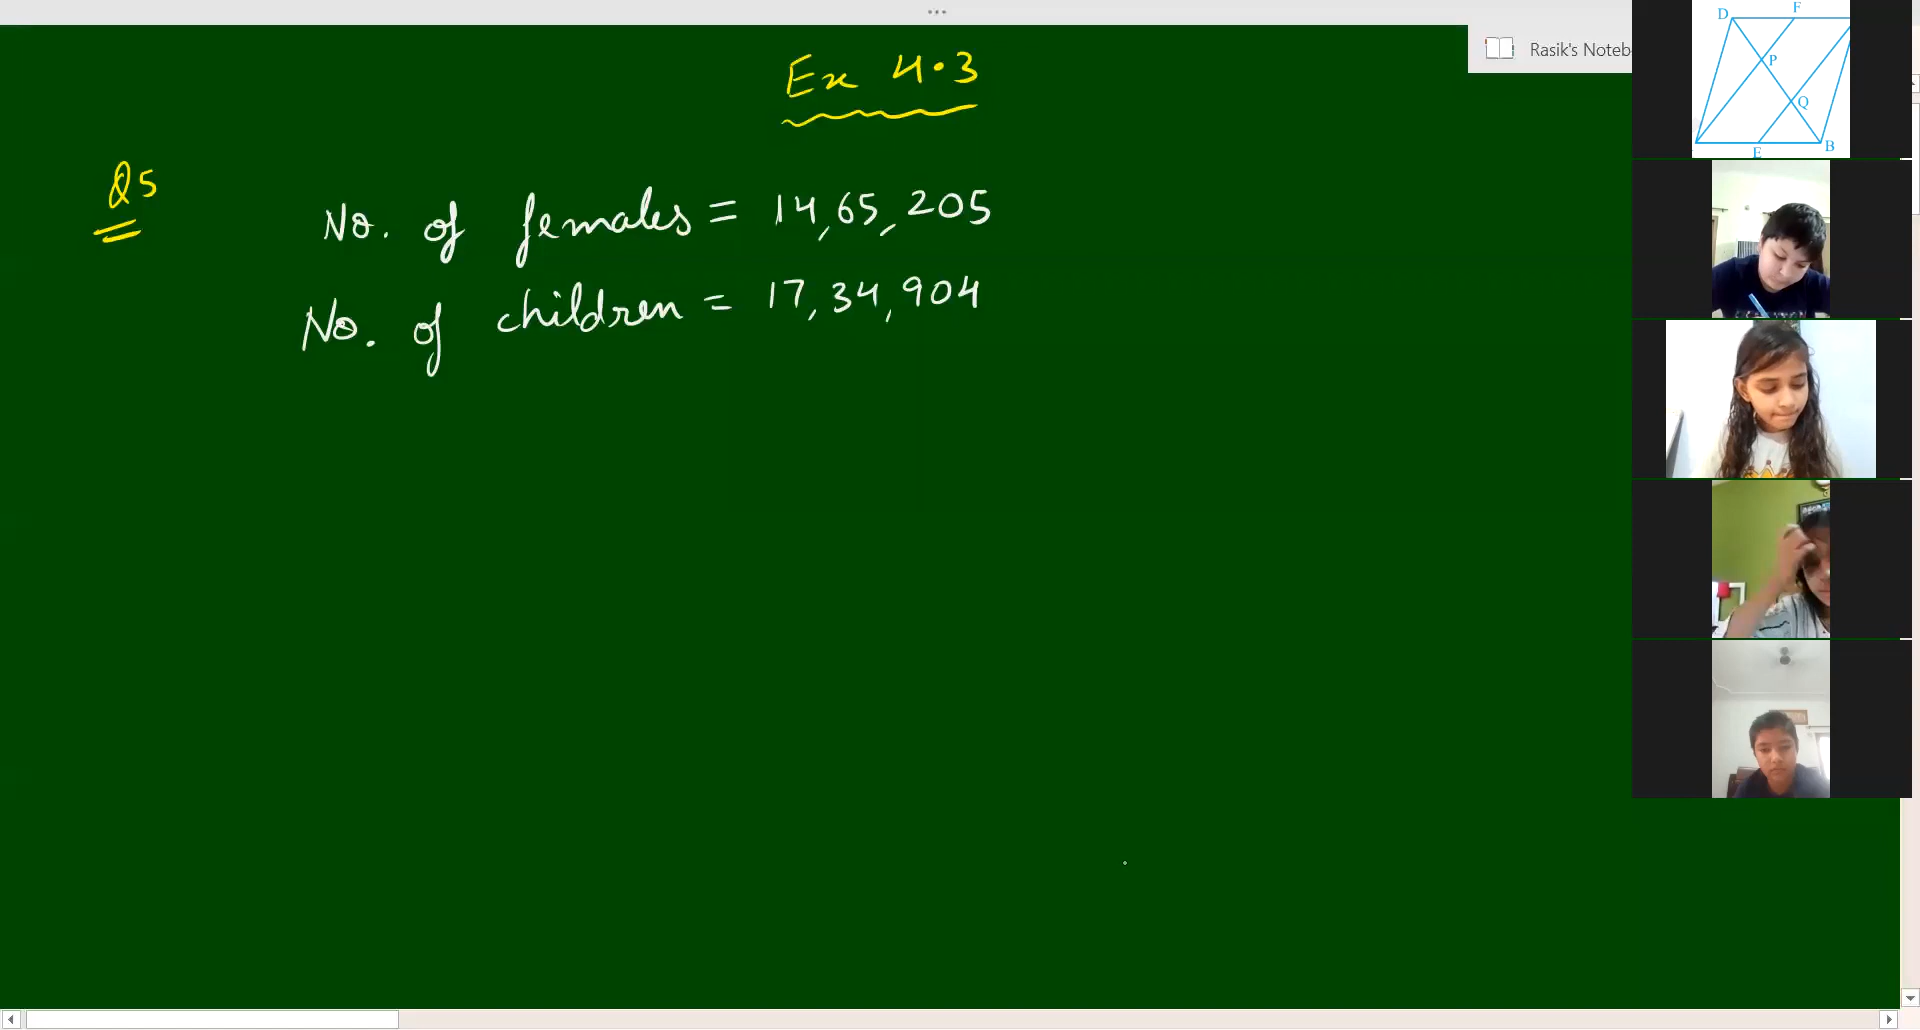 Ex 4.3
Rasik's Noteb
Q5
No. of females = 14,65,205
No. of children = 17,34,904
D F
P
Q
E B